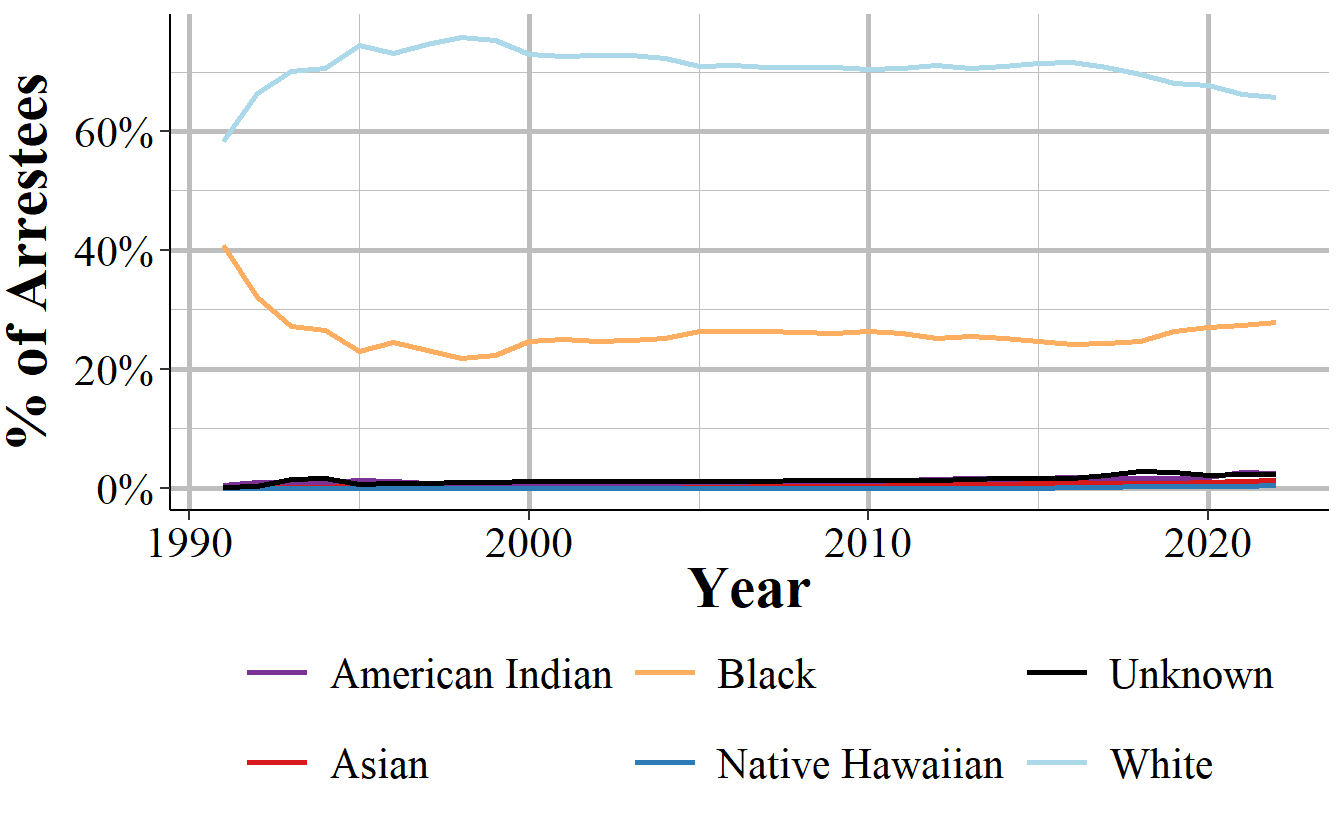 % of Arrestees
60%
40%
20%
0%
1990 2000 2010 2020
Year
American Indian Black Unknown
Asian Native Hawaiian White